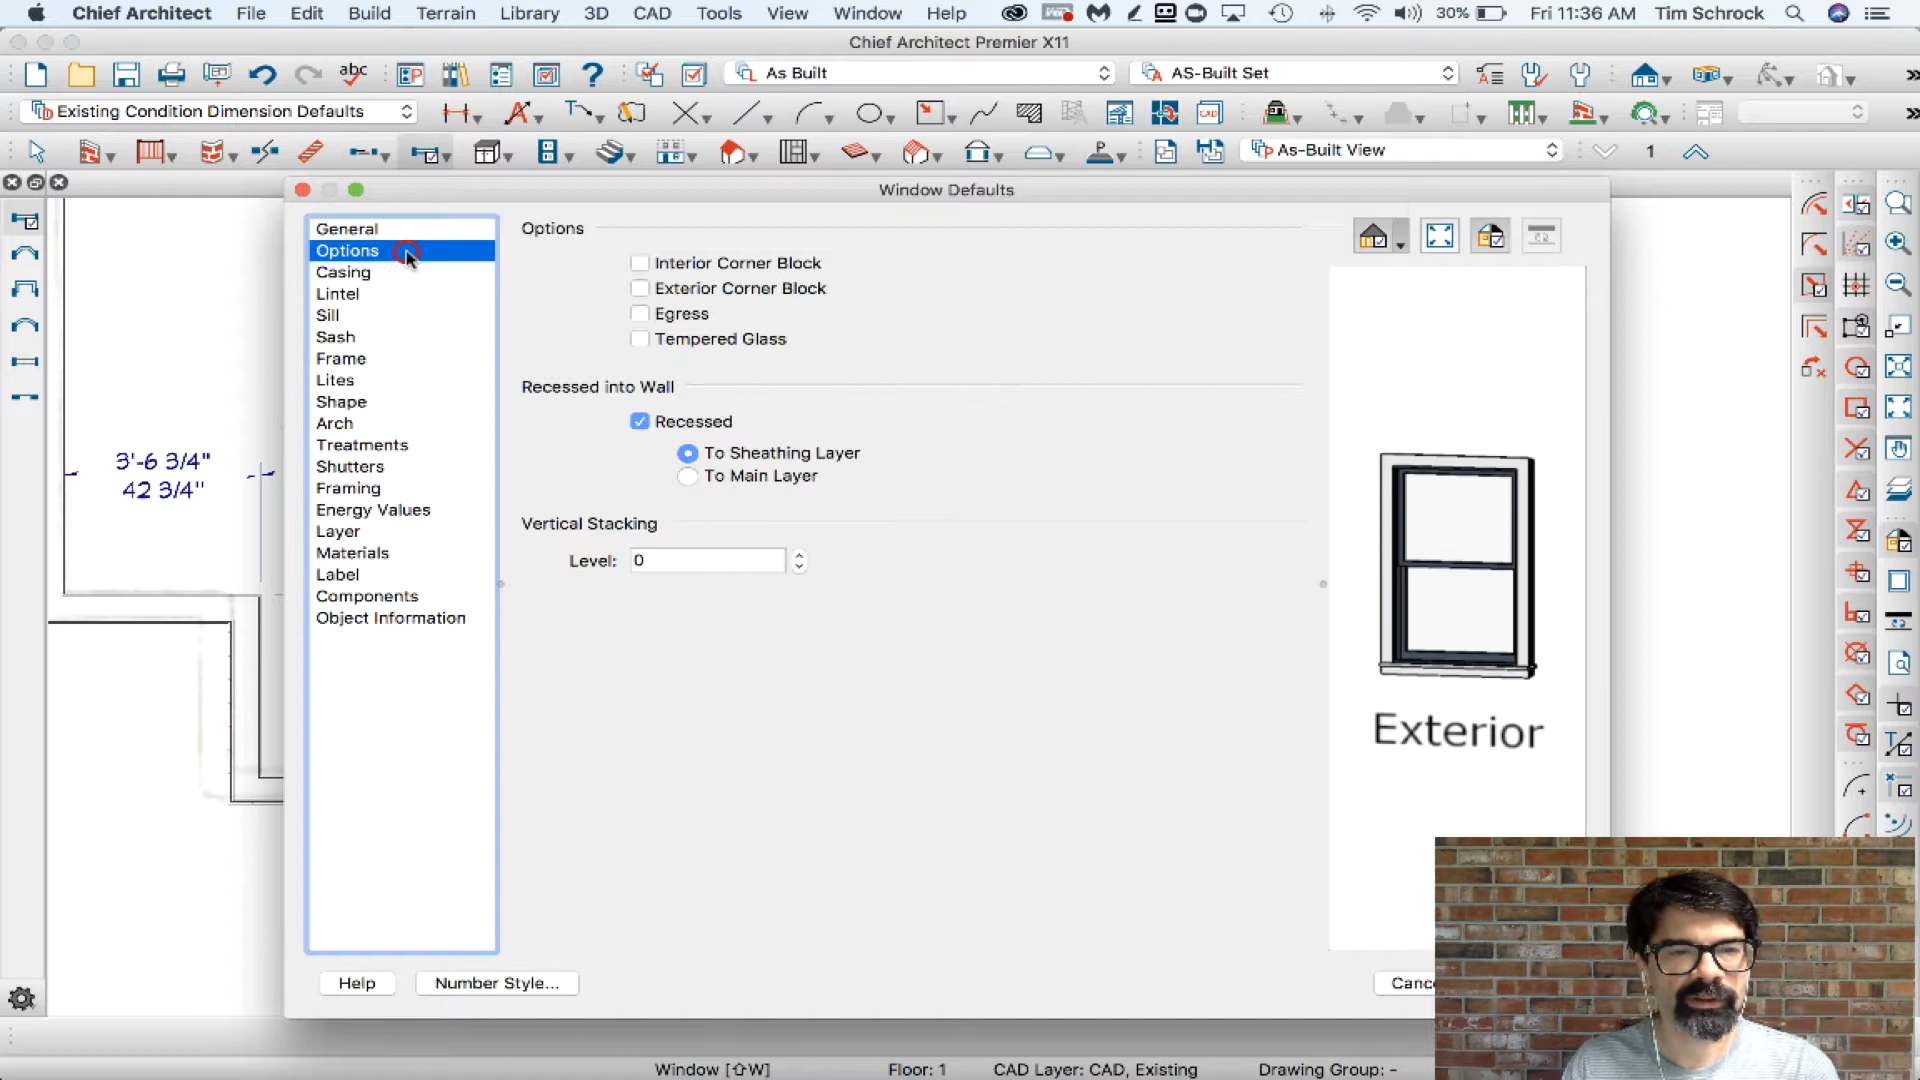 Chief Architect File Edit Build Terrain Library 3D CAD Tools View Window Help 30% Fri 11:36 AM Tim Schrock
Chief Architect Premier X11
abc As Built AS-Built Set
Existing Condition Dimension Defaults
As-Built View 1
Window Defaults
General
Options
Casing
Lintel
Sill
Sash
Frame
Lites
Shape
Arch
Treatments
Shutters
Framing
Energy Values
Layer
Materials
Label
Components
Object Information
Options
Interior Corner Block
Exterior Corner Block
Egress
Tempered Glass
Recessed into Wall
Recessed
To Sheathing Layer
To Main Layer
Vertical Stacking
Level: 0
Exterior
3'-6 3/4"
42 3/4"
Help Number Style... Canc
Window [⇧W] Floor: 1 CAD Layer: CAD, Existing Drawing Group: -